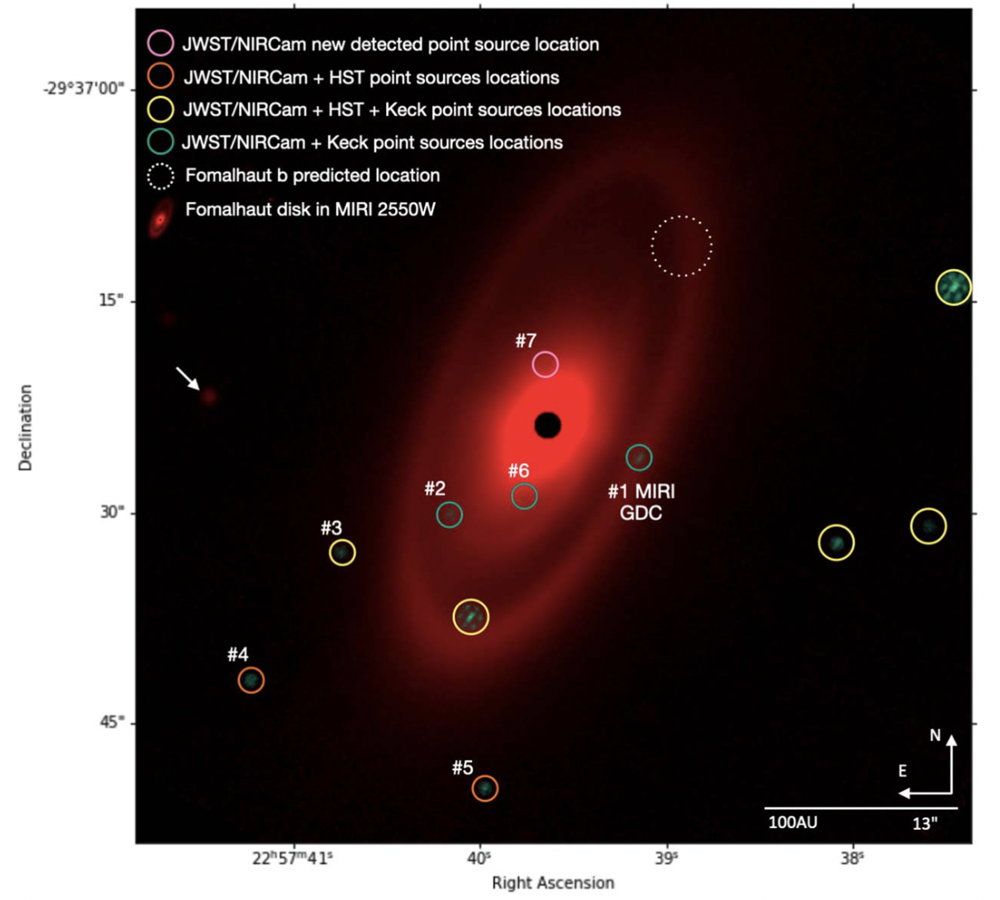 JWST/NIRCam new detected point source location
JWST/NIRCam + HST point sources locations
JWST/NIRCam + HST + Keck point sources locations
JWST/NIRCam + Keck point sources locations
Fomalhaut b predicted location
Fomalhaut disk in MIRI 2550W
-29°37'00"
15"
30"
45"
Declination
#7
#6
#2
#1 MIRI
GDC
#3
#4
#5
N
E
100AU 13"
22ʰ57ᵐ41ˢ 40ˢ 39ˢ 38ˢ
Right Ascension